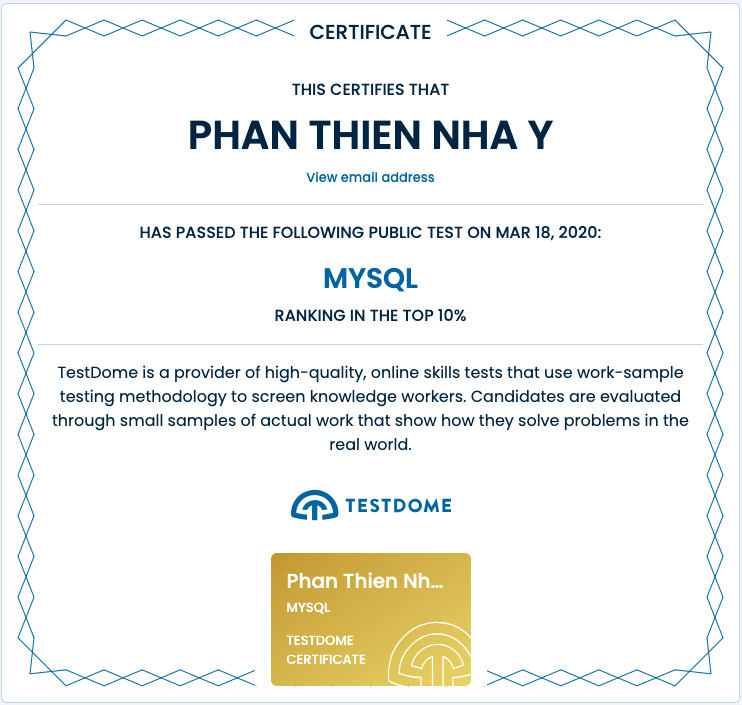 CERTIFICATE
THIS CERTIFIES THAT
PHAN THIEN NHA Y
View email address
HAS PASSED THE FOLLOWING PUBLIC TEST ON MAR 18, 2020:
MYSQL
RANKING IN THE TOP 10%
TestDome is a provider of high-quality, online skills tests that use work-sample
testing methodology to screen knowledge workers. Candidates are evaluated
through small samples of actual work that show how they solve problems in the
real world.
TESTDOME
Phan Thien Nh...
MYSQL
TESTDOME
CERTIFICATE